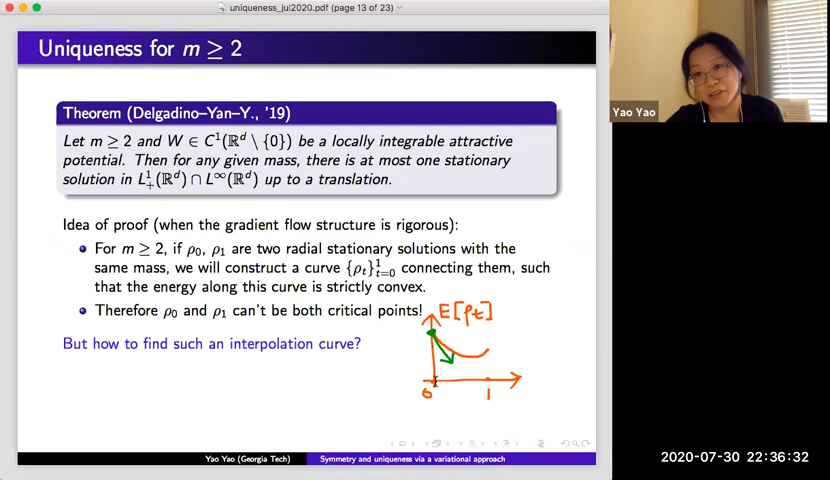 uniqueness_jul2020.pdf (page 13 of 23)
Uniqueness for m ≥ 2
Theorem (Delgadino–Yan–Y., '19)
Let m ≥ 2 and W ∈ C¹(ℝᵈ \ {0}) be a locally integrable attractive
potential. Then for any given mass, there is at most one stationary
solution in L¹₊(ℝᵈ) ∩ L^∞(ℝᵈ) up to a translation.
Idea of proof (when the gradient flow structure is rigorous):
For m ≥ 2, if ρ₀, ρ₁ are two radial stationary solutions with the
same mass, we will construct a curve {ρₜ}¹ₜ₌₀ connecting them, such
that the energy along this curve is strictly convex.
Therefore ρ₀ and ρ₁ can't be both critical points!
E[ρₜ]
But how to find such an interpolation curve?
0 1
Yao Yao (Georgia Tech) Symmetry and uniqueness via a variational approach
Yao Yao
2020-07-30 22:36:32